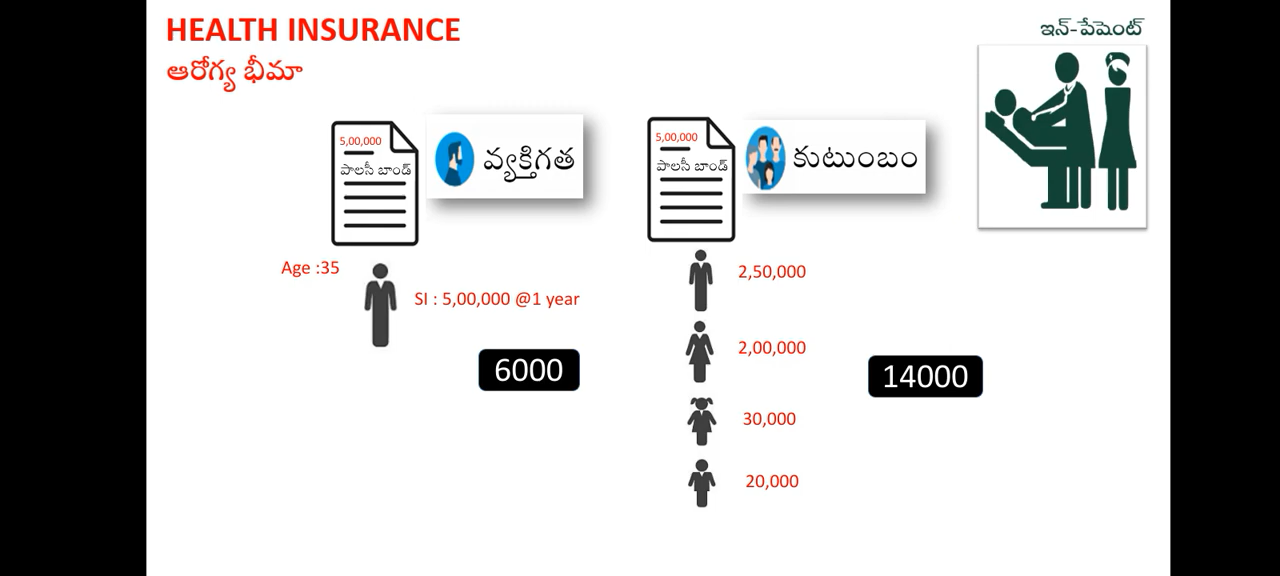 HEALTH INSURANCE
ఆరోగ్య భీమా
ఇన్-పేషెంట్
5,00,000
పాలసీ బాండ్
వ్యక్తిగత
5,00,000
పాలసీ బాండ్
కుటుంబం
Age :35
SI : 5,00,000 @1 year
6000
2,50,000
2,00,000
14000
30,000
20,000